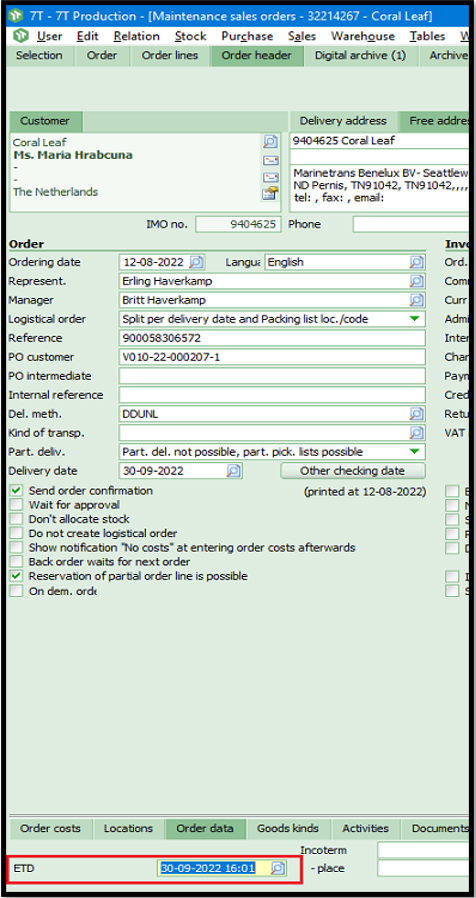 7T - 7T Production - [Maintenance sales orders - 32214267 - Coral Leaf]
User Edit Relation Stock Purchase Sales Warehouse Tables W
Selection Order Order lines Order header Digital archive (1) Archive
Customer Delivery address Free addre
Coral Leaf
Ms. Maria Hrabcuna
-
-
The Netherlands
9404625 Coral Leaf
Marinetrans Benelux BV- Seattlew
ND Pernis, TN91042, TN91042,,,,
tel: , fax: , email:
IMO no. 9404625 Phone
Order Invo
Ordering date 12-08-2022 Langua English Ord.
Represent. Erling Haverkamp Comm
Manager Britt Haverkamp Curr
Logistical order Split per delivery date and Packing list loc./code Admi
Reference 900058306572 Inter
PO customer V010-22-000207-1 Char
PO intermediate Paym
Internal reference Cred
Del. meth. DDUNL Retu
Kind of transp. VAT
Part. deliv. Part. del. not possible, part. pick. lists possible
Delivery date 30-09-2022 Other checking date
Send order confirmation (printed at 12-08-2022)
Wait for approval
Don't allocate stock
Do not create logistical order
Show notification "No costs" at entering order costs afterwards
Back order waits for next order
Reservation of partial order line is possible
On dem. orde
Order costs Locations Order data Goods kinds Activities Documents
Incoterm
ETD 30-09-2022 16:01 - place